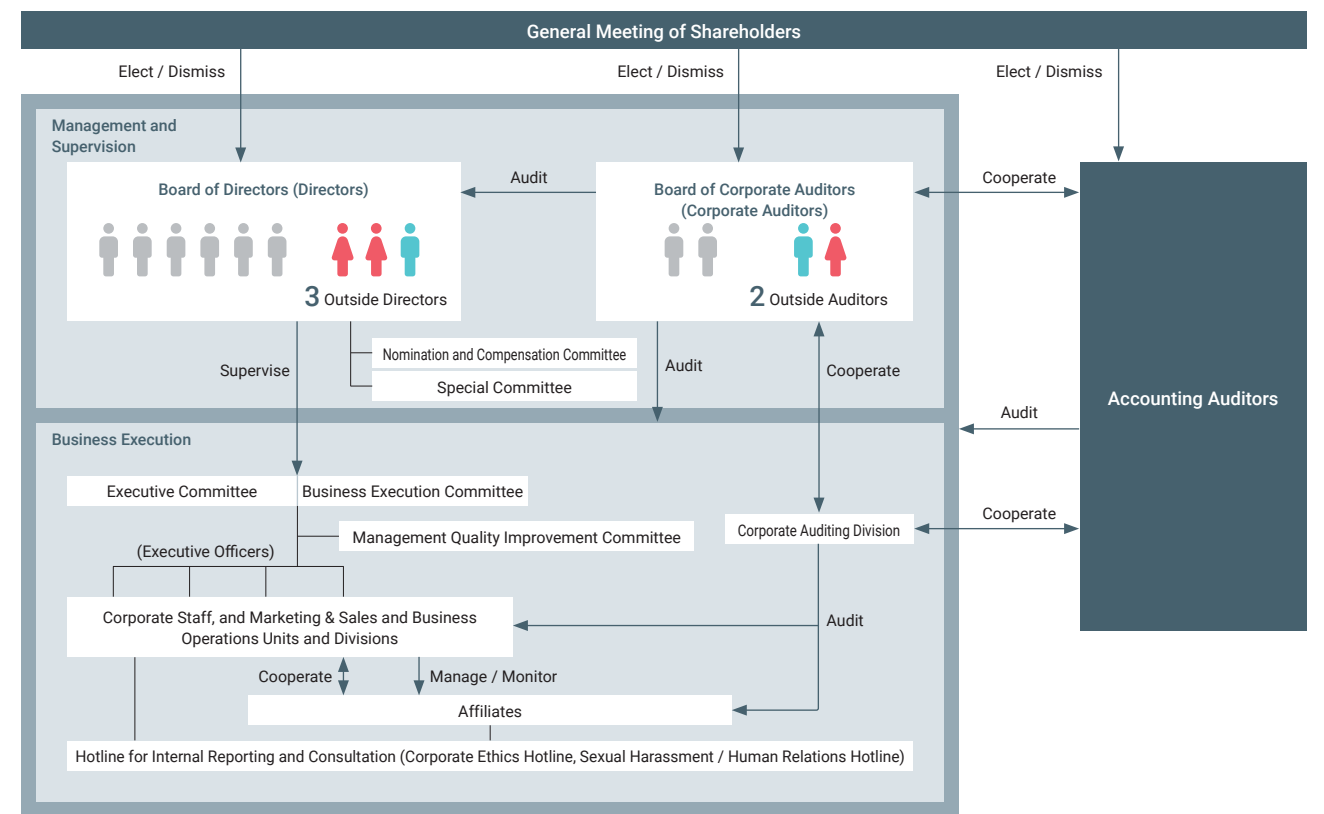 General Meeting of Shareholders
Elect / Dismiss
Elect / Dismiss
Elect / Dismiss
Management and
Supervision
Board of Directors (Directors)
Audit
Board of Corporate Auditors
(Corporate Auditors)
Cooperate
3 Outside Directors
2 Outside Auditors
Nomination and Compensation Committee
Special Committee
Supervise
Audit
Cooperate
Accounting Auditors
Audit
Business Execution
Executive Committee
Business Execution Committee
Management Quality Improvement Committee
Corporate Auditing Division
Cooperate
(Executive Officers)
Corporate Staff, and Marketing & Sales and Business
Operations Units and Divisions
Audit
Cooperate
Manage / Monitor
Affiliates
Hotline for Internal Reporting and Consultation (Corporate Ethics Hotline, Sexual Harassment / Human Relations Hotline)